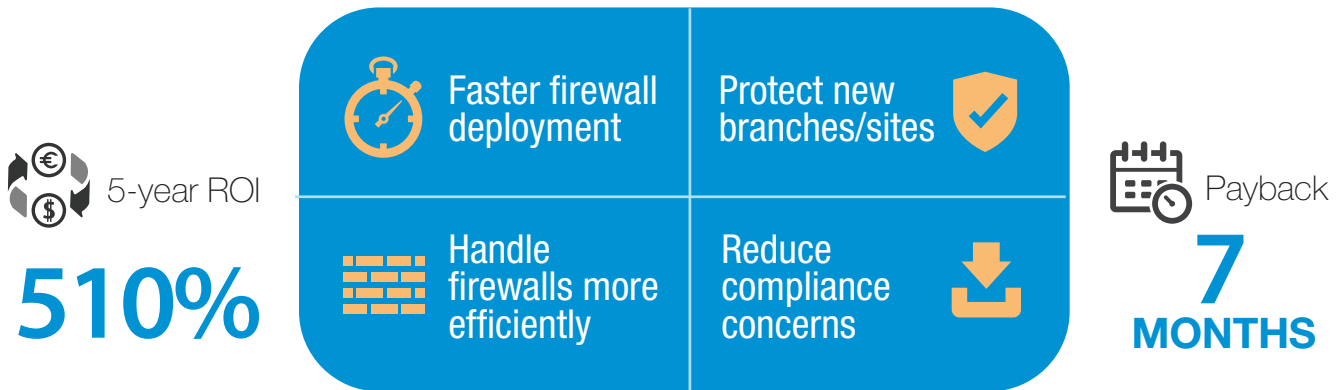 5-year ROI
510%
Faster firewall
deployment
Protect new
branches/sites
Handle
firewalls more
efficiently
Reduce
compliance
concerns
Payback
7
MONTHS